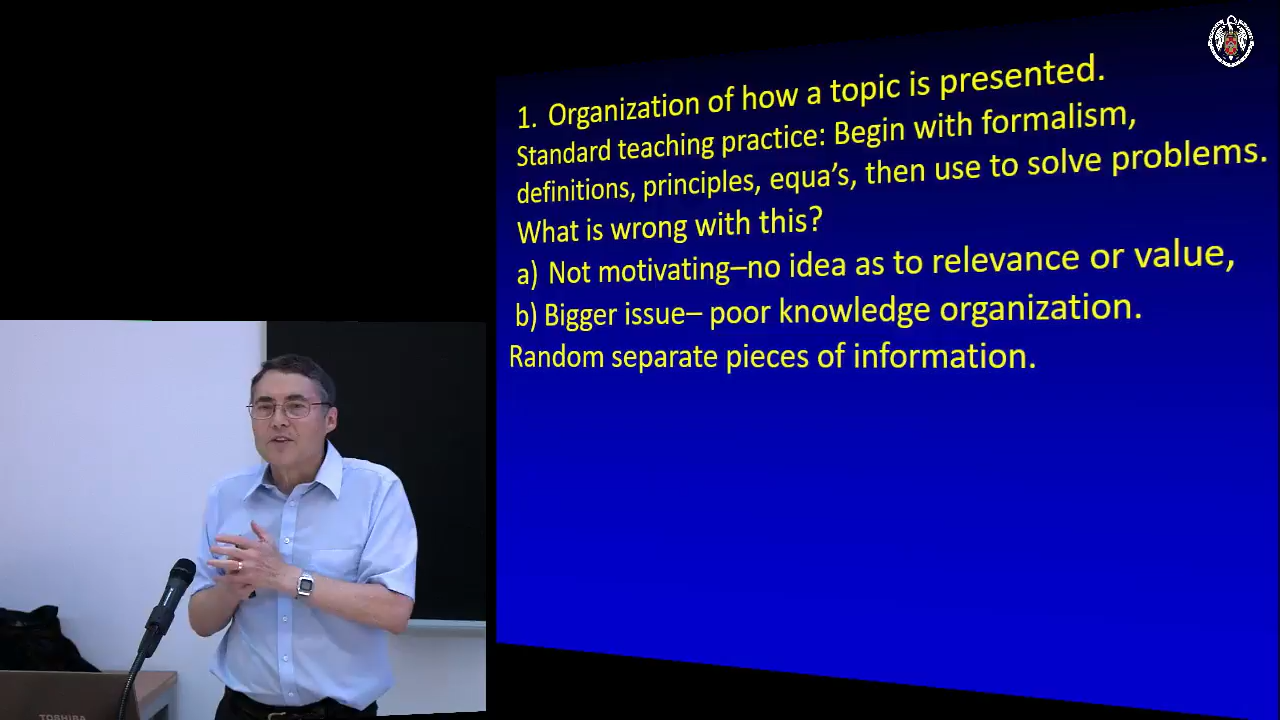 1. Organization of how a topic is presented.
Standard teaching practice: Begin with formalism,
definitions, principles, equa's, then use to solve problems.
What is wrong with this?
a) Not motivating–no idea as to relevance or value,
b) Bigger issue– poor knowledge organization.
Random separate pieces of information.
TOSHIBA